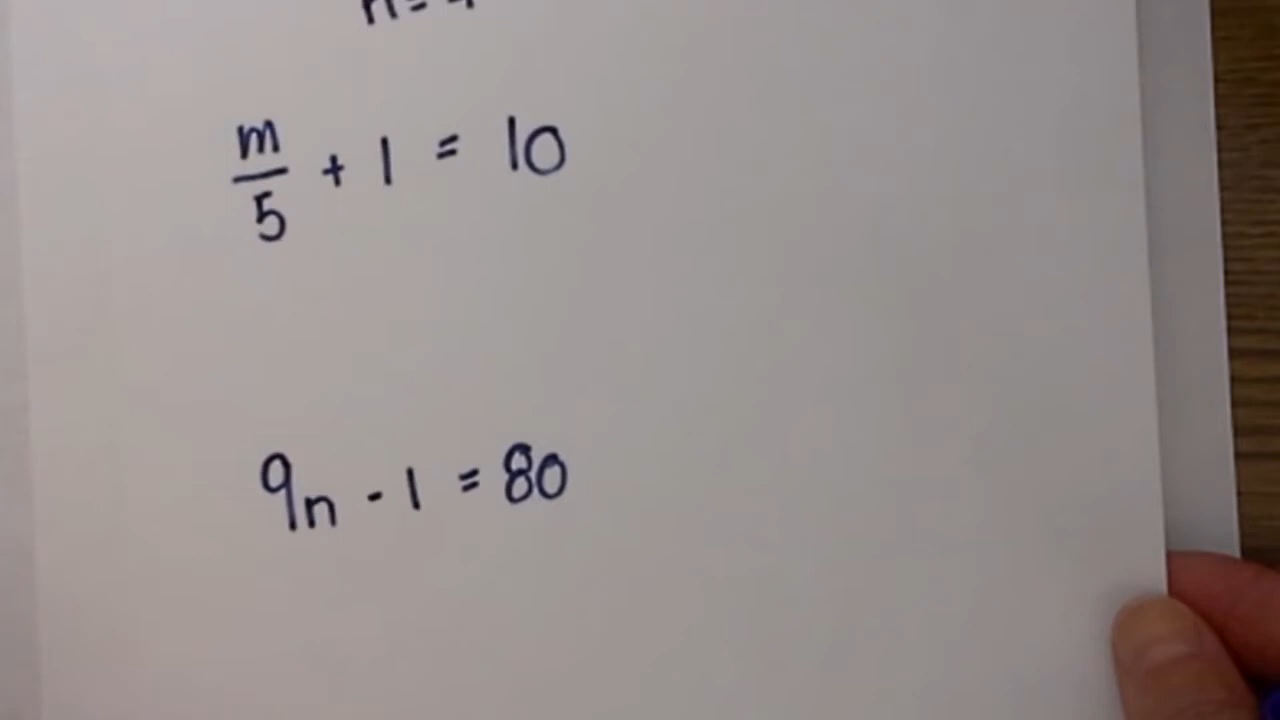 m/5 + 1 = 10
9n - 1 = 80